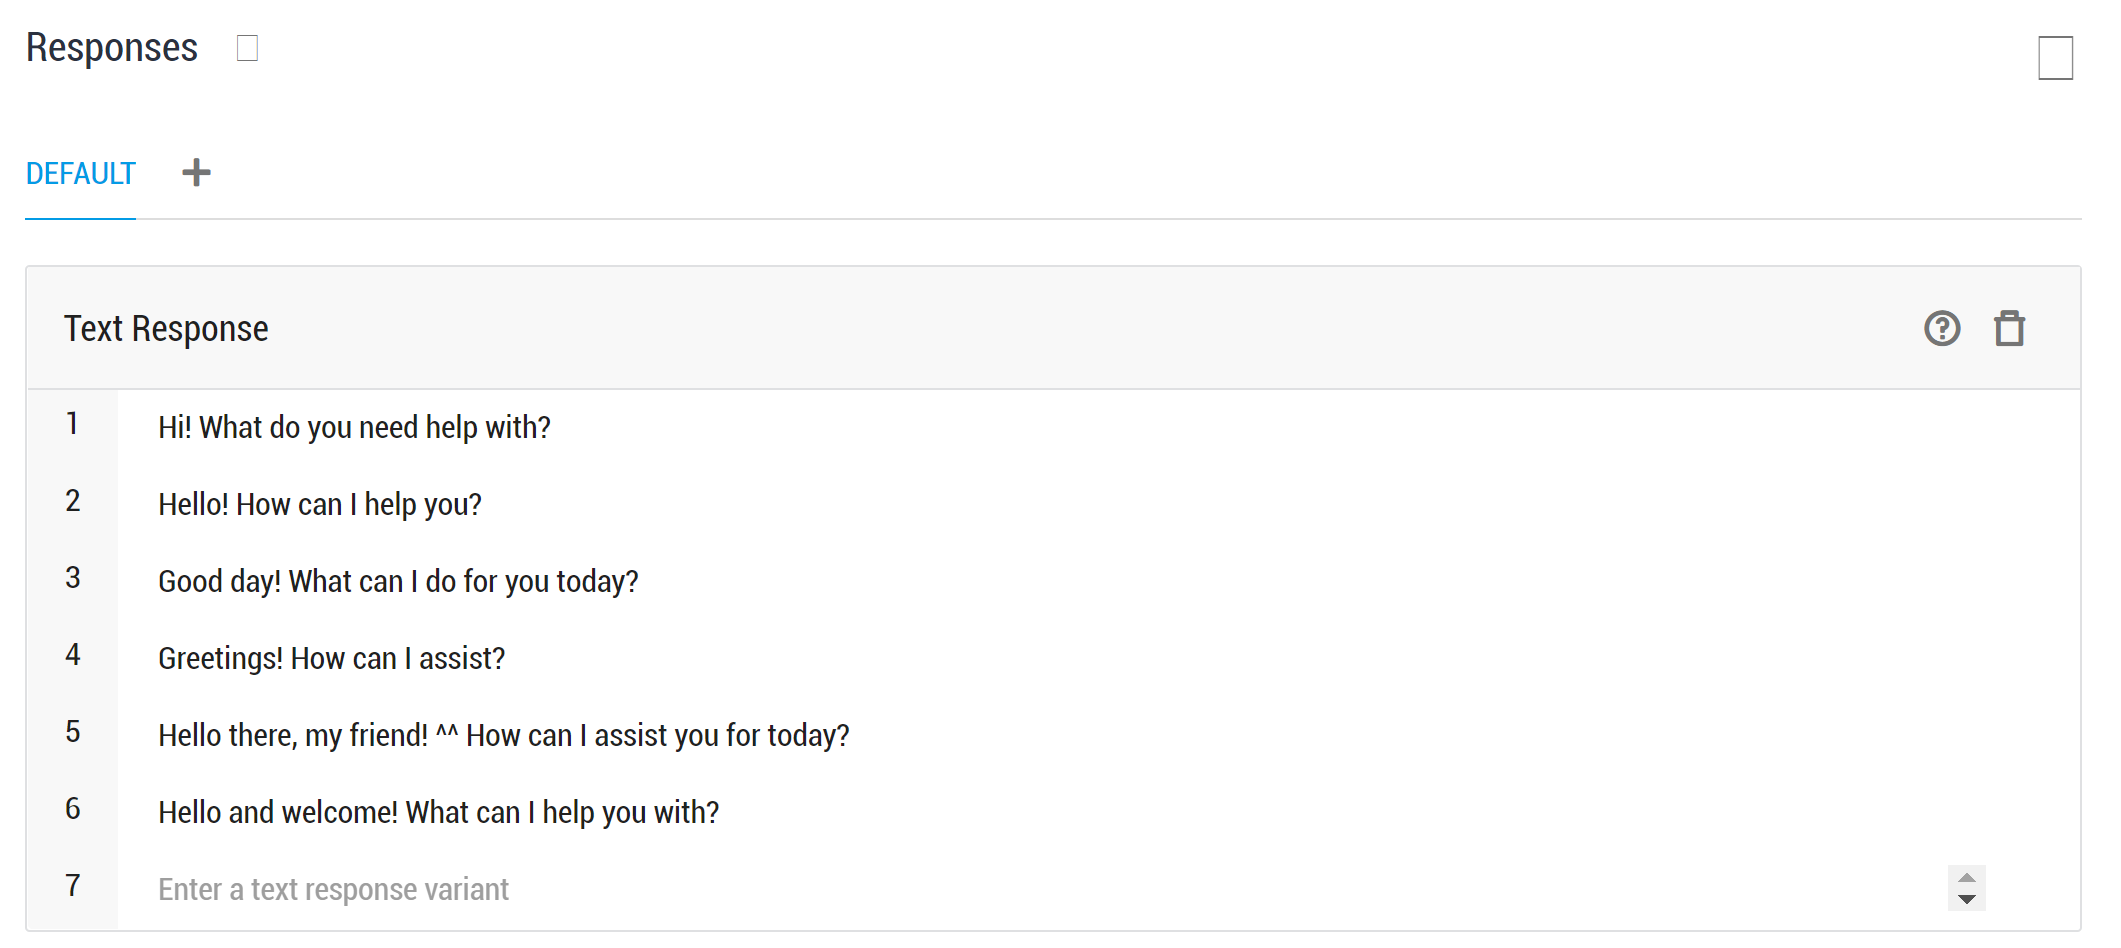 Responses
DEFAULT +
Text Response
1 Hi! What do you need help with?
2 Hello! How can I help you?
3 Good day! What can I do for you today?
4 Greetings! How can I assist?
5 Hello there, my friend! ^^ How can I assist you for today?
6 Hello and welcome! What can I help you with?
7 Enter a text response variant